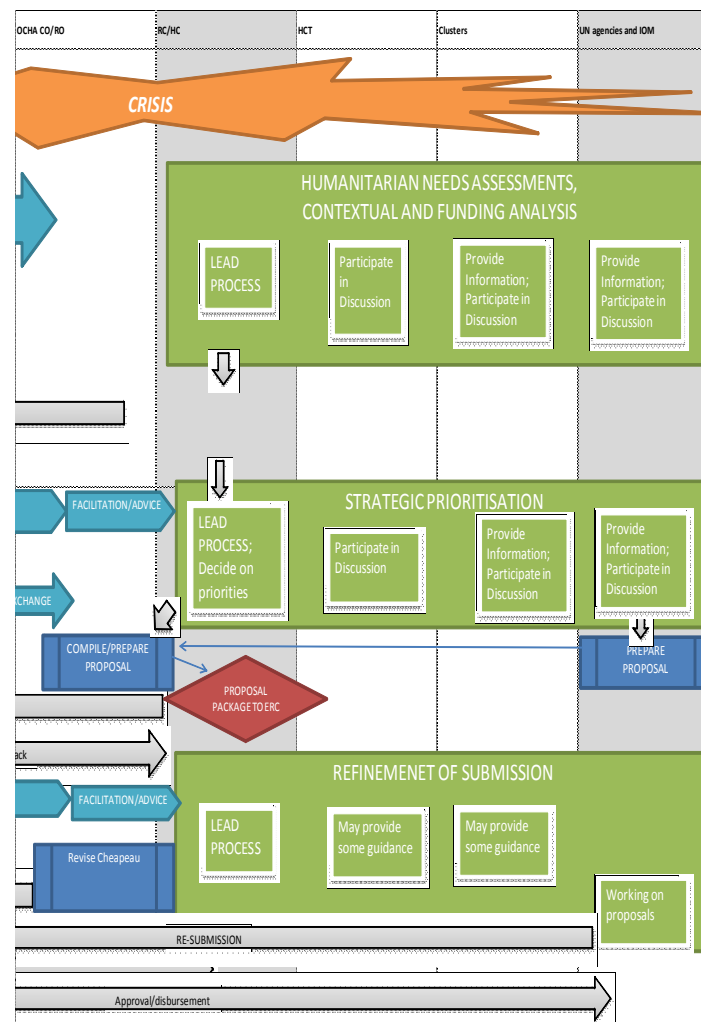 OCHA CO/RO
RC/HC
HCT
Clusters
UN agencies and IOM
CRISIS
HUMANITARIAN NEEDS ASSESSMENTS,
CONTEXTUAL AND FUNDING ANALYSIS
LEAD
PROCESS
Participate
in
Discussion
Provide
Information;
Participate in
Discussion
Provide
Information;
Participate in
Discussion
FACILITATION/ADVICE
STRATEGIC PRIORITISATION
LEAD
PROCESS;
Decide on
priorities
Participate in
Discussion
Provide
Information;
Participate in
Discussion
Provide
Information;
Participate in
Discussion
XCHANGE
COMPILE/PREPARE
PROPOSAL
PREPARE
PROPOSAL
PROPOSAL
PACKAGE TO ERC
ack
REFINEMENET OF SUBMISSION
FACILITATION/ADVICE
LEAD
PROCESS
May provide
some guidance
May provide
some guidance
Revise Cheapeau
Working on
proposals
RE-SUBMISSION
Approval/disbursement